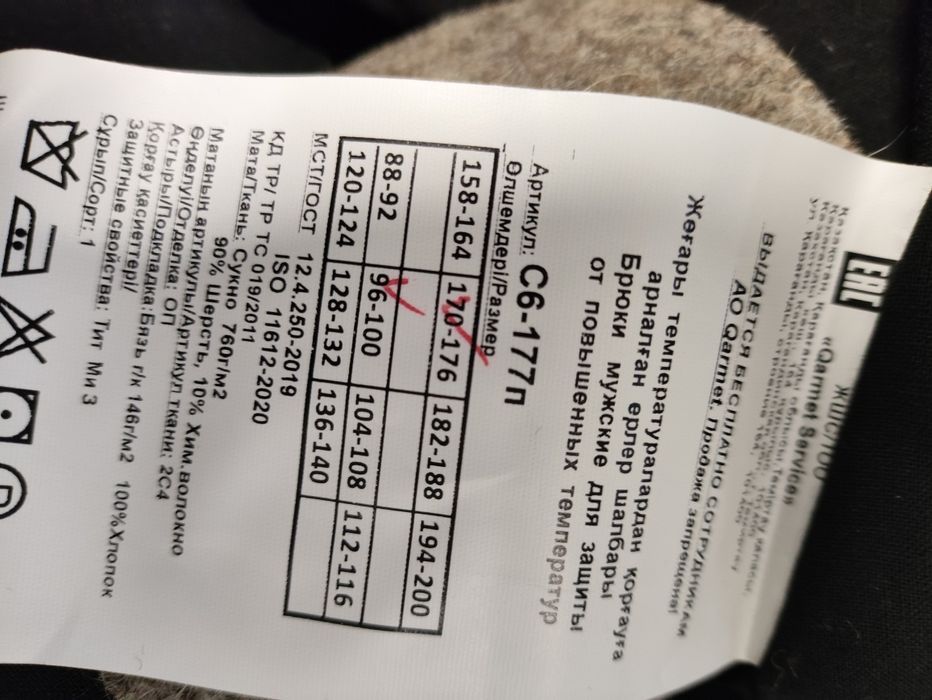 ЖШС/ТОО
«Qarmet Services»
EAC
ВЫДАЕТСЯ БЕСПЛАТНО СОТРУДНИКАМ
АО Qarmet. Продажа запрещена!
Жоғары температуралардан қорғауға
арналған ерлер шалбары
Брюки мужские для защиты
от повышенных температур
Артикул: С6-177п
Өлшемдері/Размер
158-164 170-176 182-188 194-200
88-92 96-100 104-108 112-116
120-124 128-132 136-140
МСТ/ГОСТ 12.4.250-2019
ISO 11612-2020
КД ТР/ ТР ТС 019/2011
Мата/Ткань: Сукно 760г/м2
90% Шерсть, 10% Хим.волокно
Матаның артикулы/Артикул ткани: 2С4
Өңделуі/Отделка: ОП
Астыры/Подкладка:Бязь г/к 146г/м2 100%Хлопок
Қорғау қасиеттері/
Защитные свойства: Тит Ми 3
Сұрып/Сорт: 1